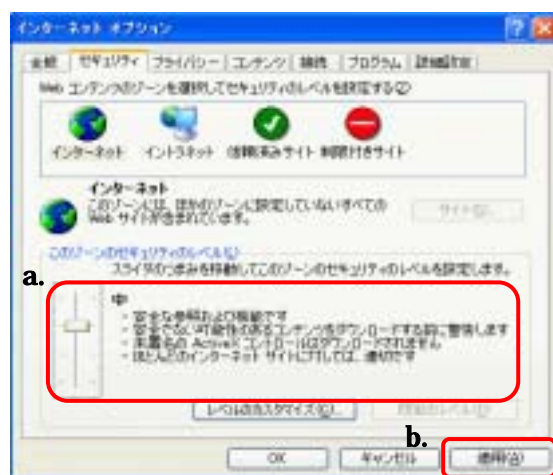 インターネット オプション
全般 セキュリティ プライバシー コンテンツ 接続 プログラム 詳細設定
Web コンテンツのゾーンを選択してセキュリティのレベルを設定する(Z)
インターネット イントラネット 信頼済みサイト 制限付きサイト
インターネット
このゾーンには、ほかのゾーンに設定していないすべての
Web サイトが含まれています。
サイト(S)...
このゾーンのセキュリティのレベル(L)
スライダのつまみを移動してこのゾーンのセキュリティのレベルを設定します。
a.
中
- 安全な参照および機能です
- 安全でない可能性のあるコンテンツをダウンロードする前に警告します
- 未署名の ActiveX コントロールはダウンロードされません
- ほとんどのインターネット サイトに対しては、適切です
レベルのカスタマイズ(C)... 既定のレベル(D)
b.
OK キャンセル 適用(A)